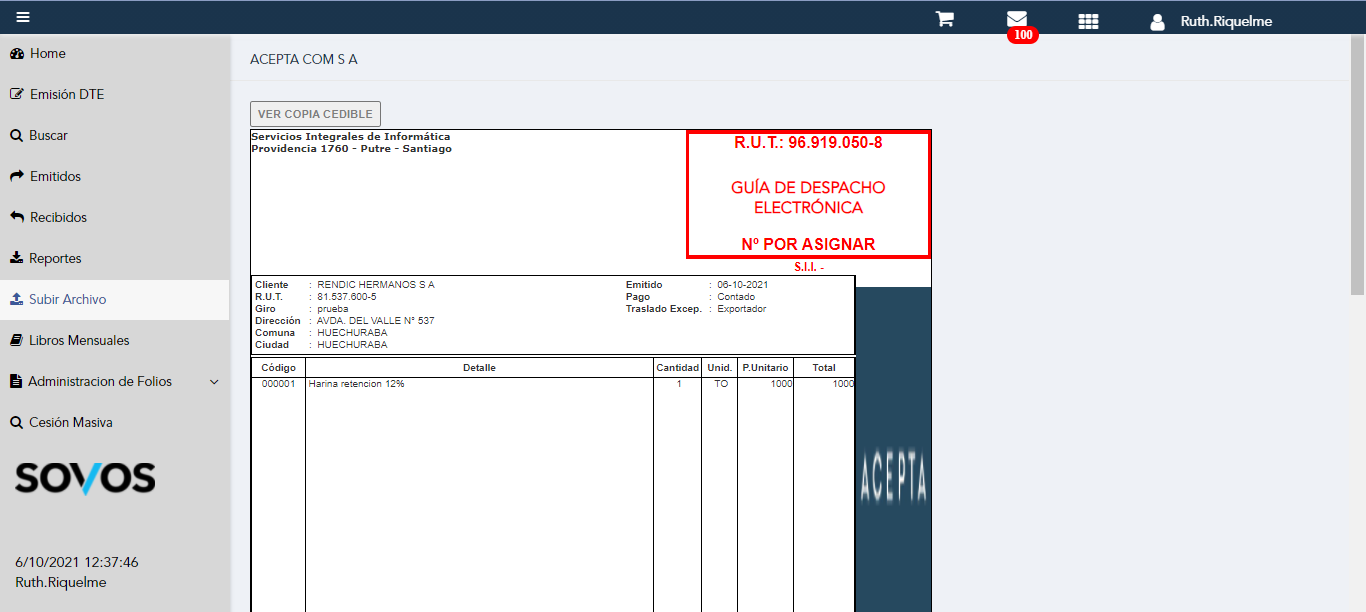 100
Ruth.Riquelme
Home
Emisión DTE
Buscar
Emitidos
Recibidos
Reportes
Subir Archivo
Libros Mensuales
Administracion de Folios
Cesión Masiva
SOVOS
6/10/2021 12:37:46
Ruth.Riquelme
ACEPTA COM S A
VER COPIA CEDIBLE
Servicios Integrales de Informática
Providencia 1760 - Putre - Santiago
R.U.T.: 96.919.050-8
GUÍA DE DESPACHO
ELECTRÓNICA
Nº POR ASIGNAR
S.I.I. -
Cliente : RENDIC HERMANOS S A Emitido : 06-10-2021
R.U.T. : 81.537.600-5 Pago : Contado
Giro : prueba Traslado Excep. : Exportador
Dirección : AVDA. DEL VALLE N° 537
Comuna : HUECHURABA
Ciudad : HUECHURABA
Código Detalle Cantidad Unid. P.Unitario Total
000001 Harina retencion 12% 1 TO 1000 1000
ACEPTA